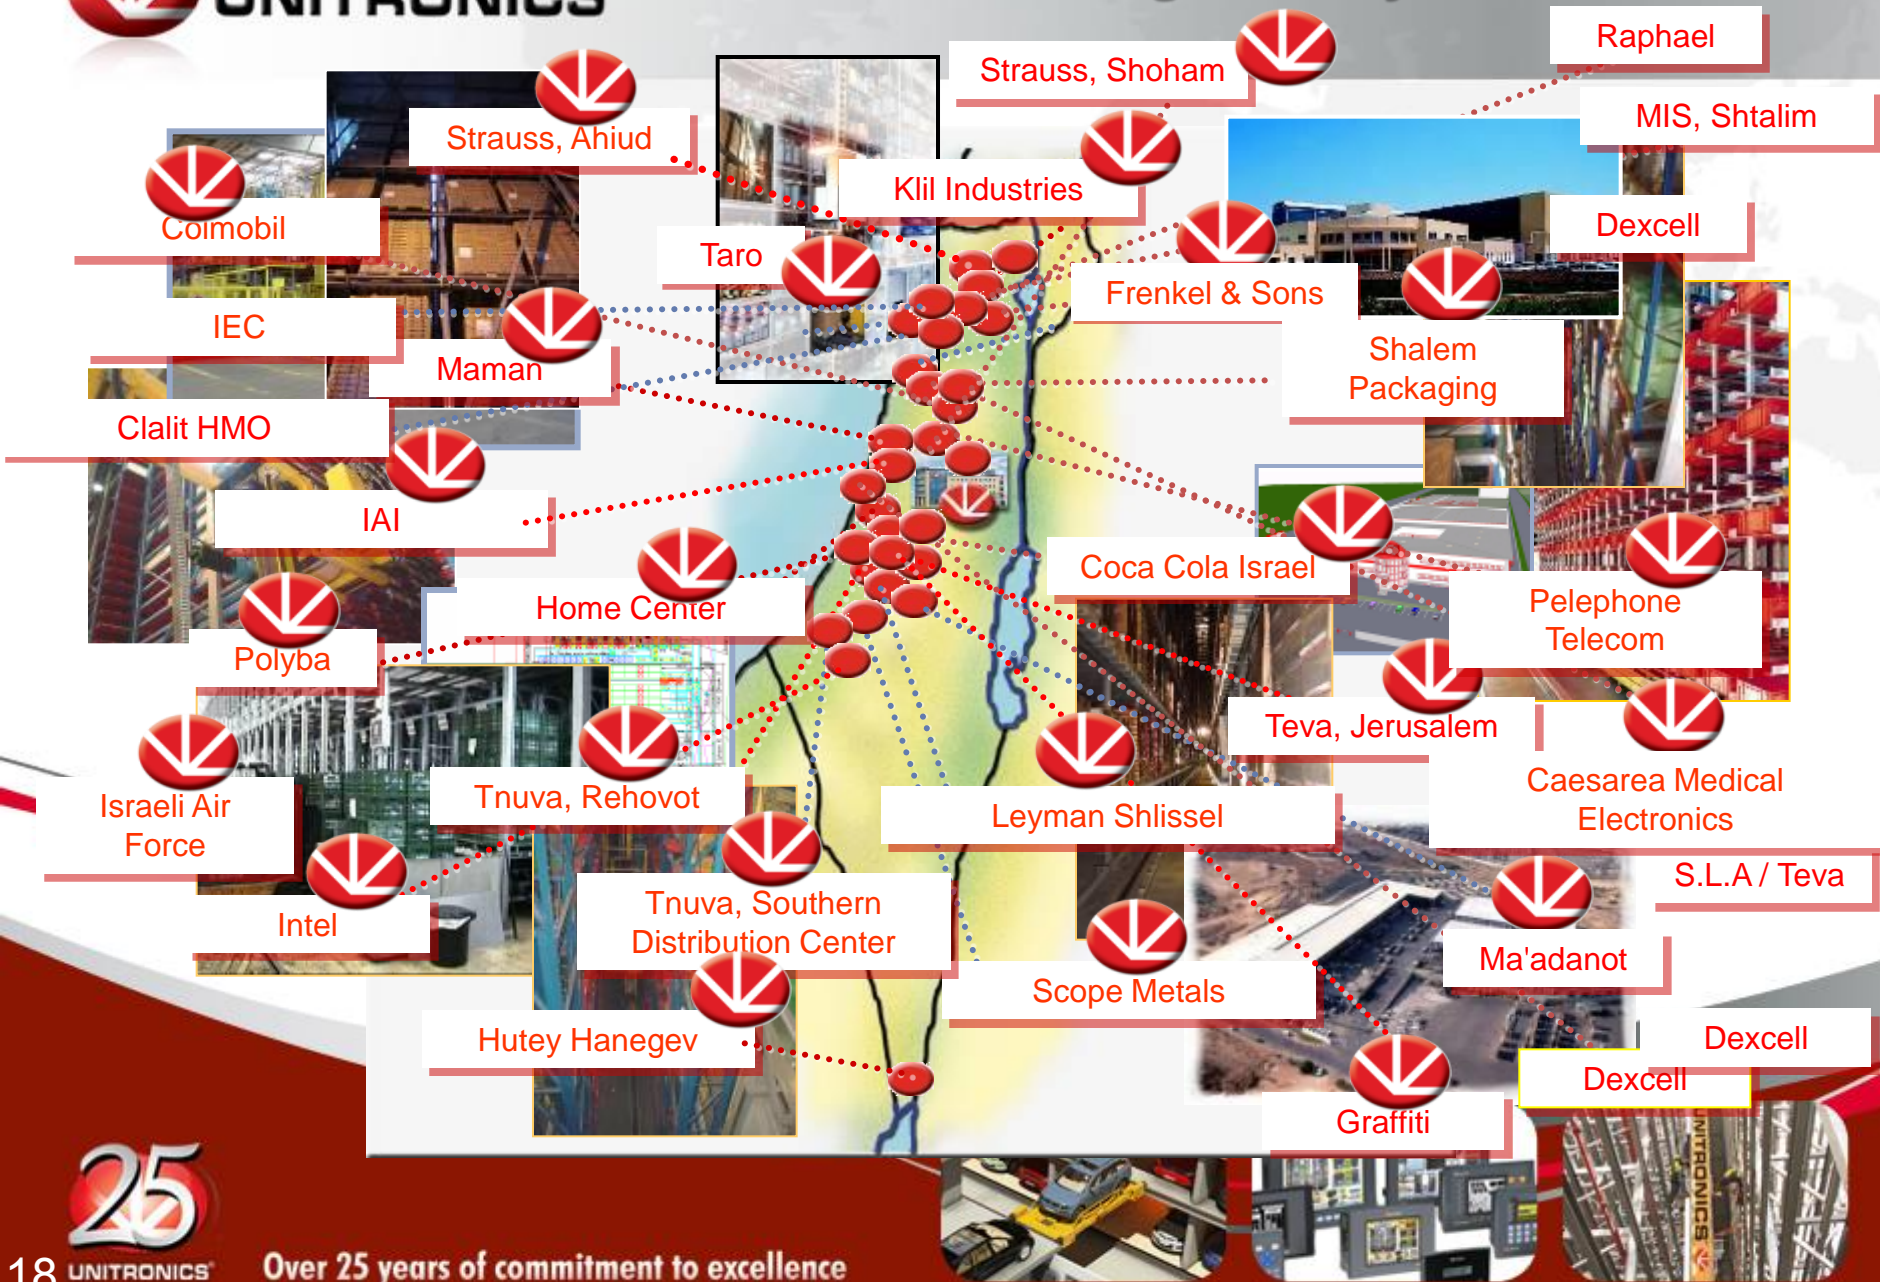 UNITRONICS
Raphael
Strauss, Shoham
MIS, Shtalim
Strauss, Ahiud
Klil Industries
Colmobil
Dexcell
Taro
Frenkel & Sons
IEC
Shalem
Packaging
Maman
Clalit HMO
IAI
Coca Cola Israel
Home Center
Pelephone
Telecom
Polyba
Teva, Jerusalem
Caesarea Medical
Electronics
Israeli Air
Force
Tnuva, Rehovot
Leyman Shlissel
S.L.A / Teva
Intel
Tnuva, Southern
Distribution Center
Ma'adanot
Scope Metals
Hutey Hanegev
Dexcell
Dexcell
Graffiti
UNITRONICS
25
UNITRONICS
18
Over 25 years of commitment to excellence